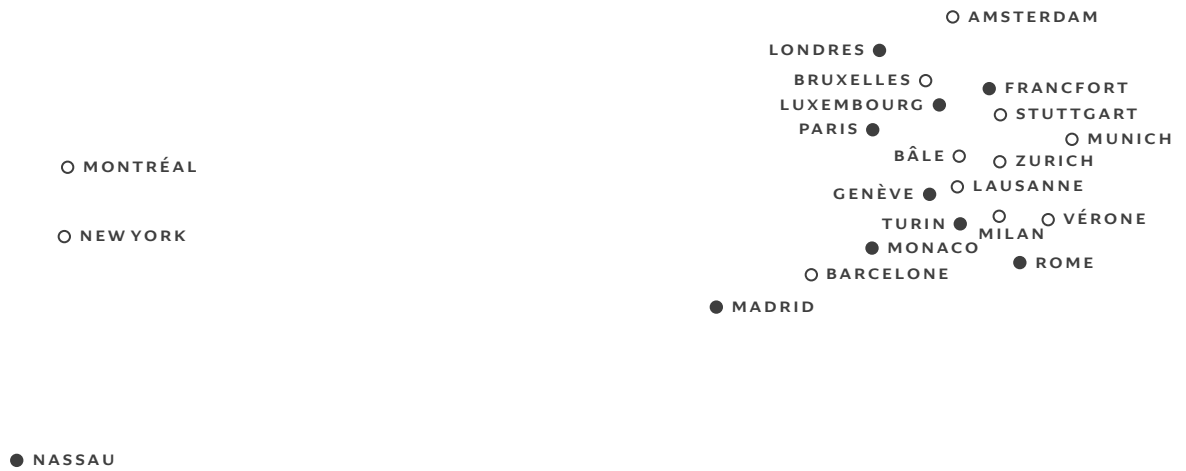 AMSTERDAM
LONDRES
BRUXELLES
FRANCFORT
LUXEMBOURG
STUTTGART
PARIS
MUNICH
BÂLE
ZURICH
MONTRÉAL
LAUSANNE
GENÈVE
VÉRONE
TURIN
MILAN
NEW YORK
MONACO
ROME
BARCELONE
MADRID
NASSAU